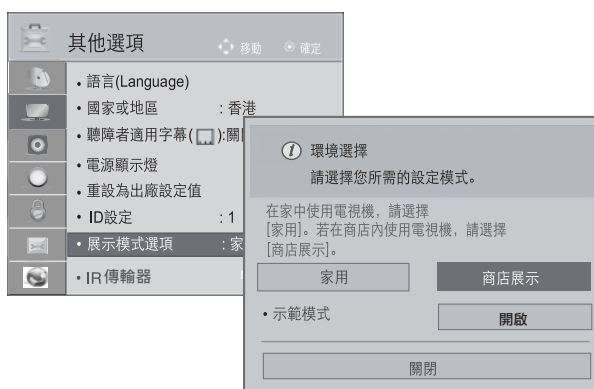 其他選項
移動 確定
• 語言(Language)
• 國家或地區 : 香港
• 聽障者適用字幕( ):關
• 電源顯示燈
• 重設為出廠設定值
• ID設定 : 1
• 展示模式選項 : 家
• IR傳輸器
環境選擇
請選擇您所需的設定模式。
在家中使用電視機, 請選擇
[家用]。若在商店內使用電視機, 請選擇
[商店展示]。
家用 商店展示
• 示範模式 開啟
關閉